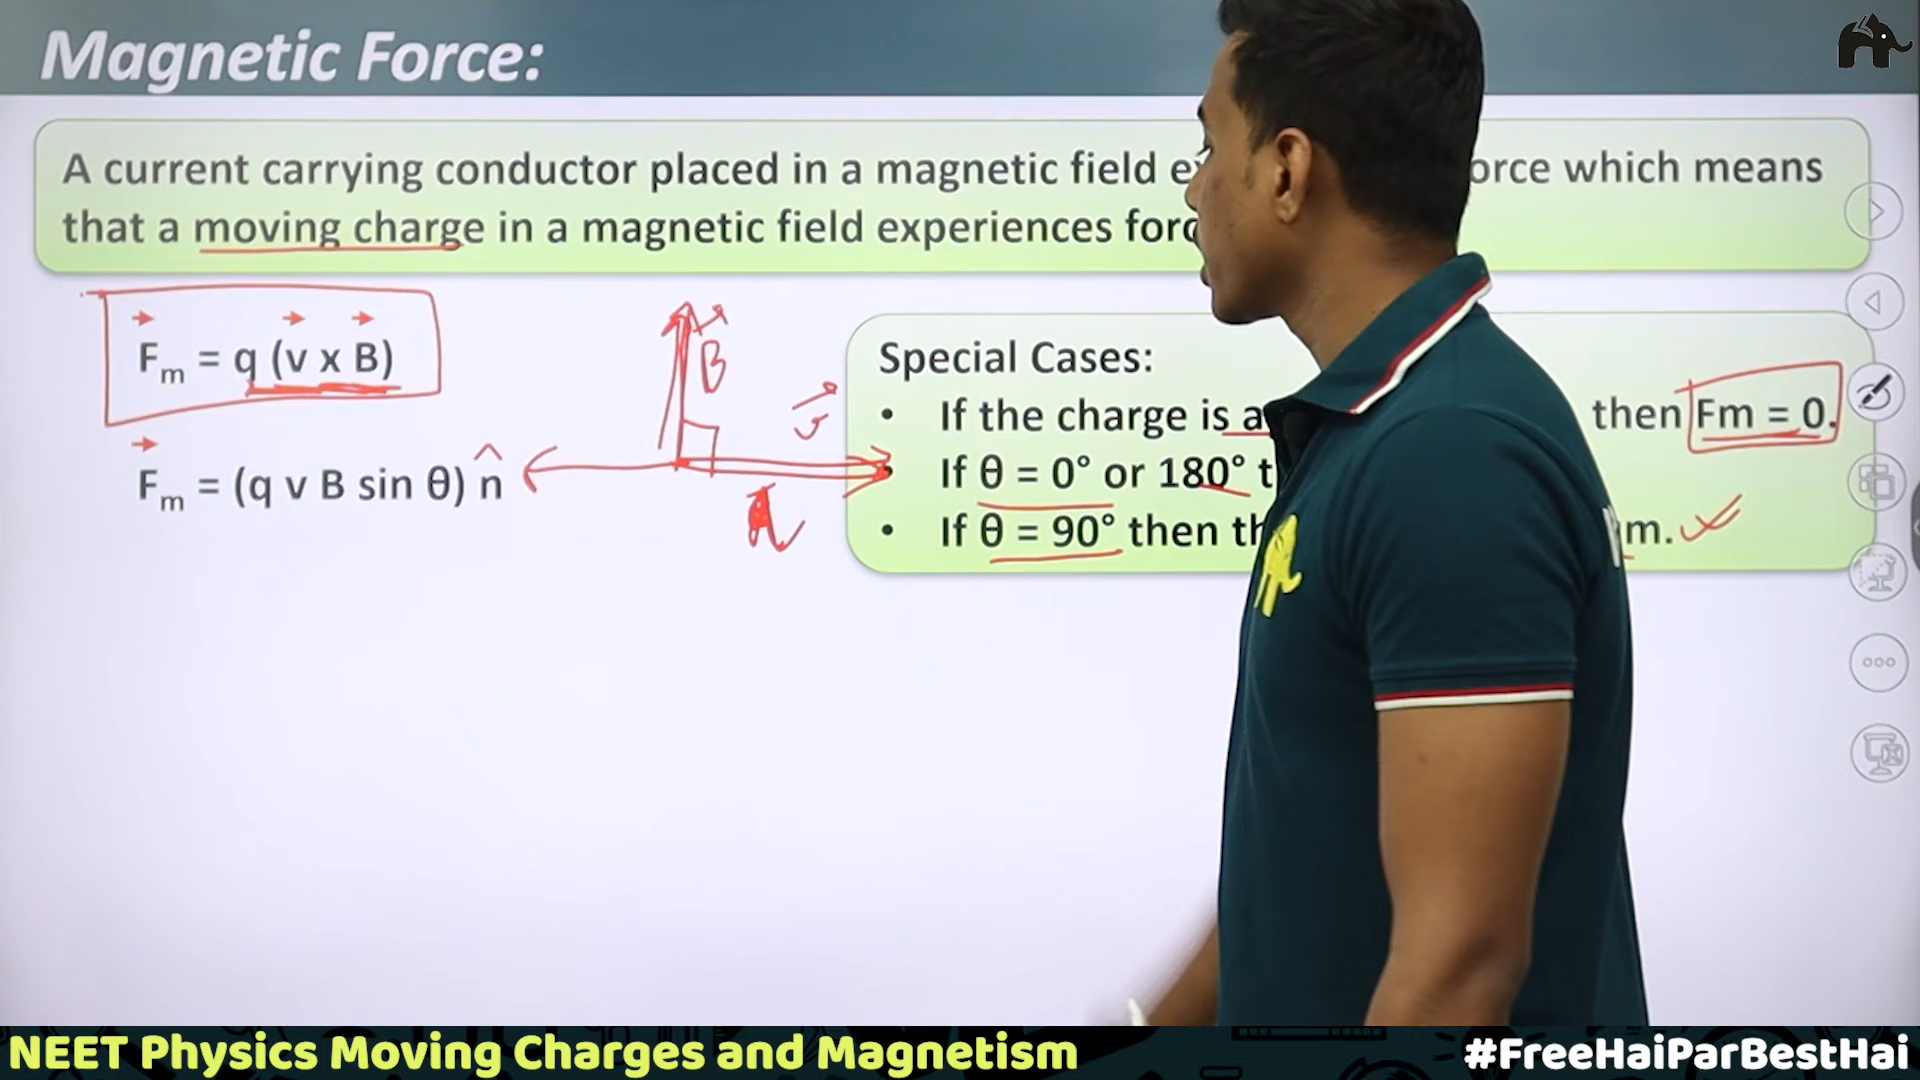 Magnetic Force:
A current carrying conductor placed in a magnetic field orce which means
that a moving charge in a magnetic field experiences forc
Fm = q (v x B)
Fm = (q v B sin θ) n̂
B
v
Special Cases:
• If the charge is a then Fm = 0.
• If θ = 0° or 180° t
• If θ = 90° then th m.
NEET Physics Moving Charges and Magnetism
#FreeHaiParBestHai